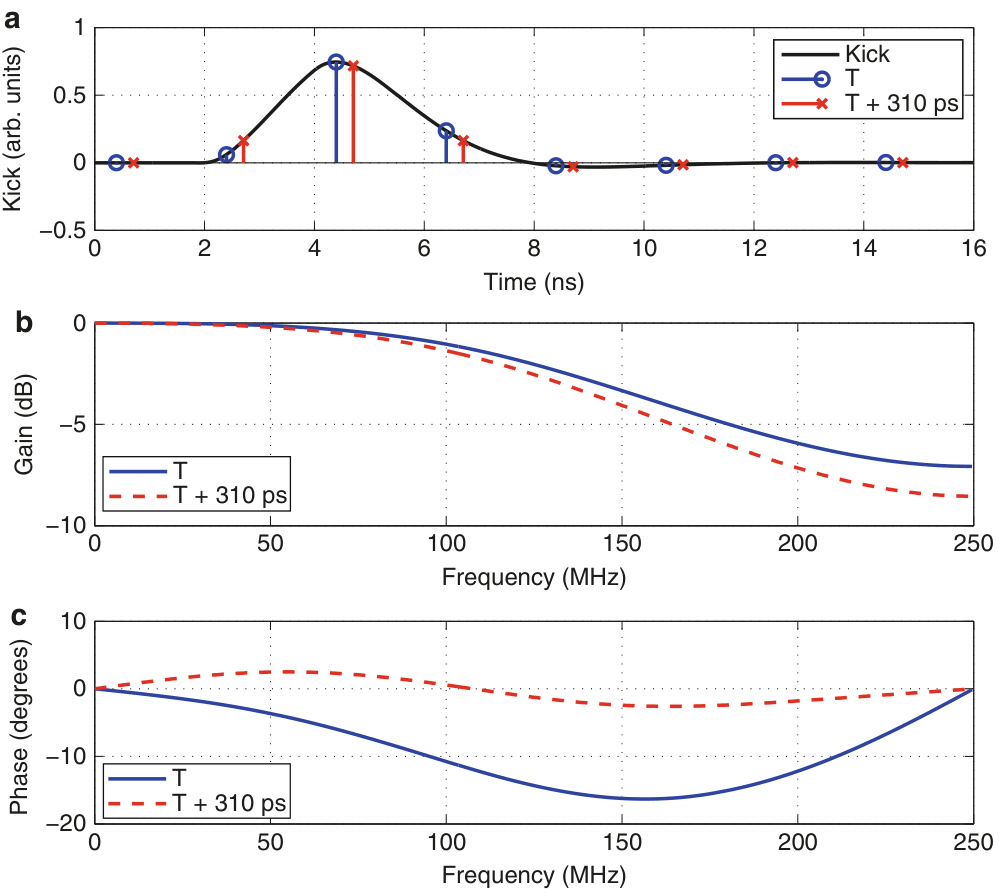 a
Kick (arb. units)
1
0.5
0
−0.5
Kick
T
T + 310 ps
0 2 4 6 8 10 12 14 16
Time (ns)
b
Gain (dB)
0
−5
−10
T
T + 310 ps
0 50 100 150 200 250
Frequency (MHz)
c
Phase (degrees)
10
0
−10
−20
T
T + 310 ps
0 50 100 150 200 250
Frequency (MHz)